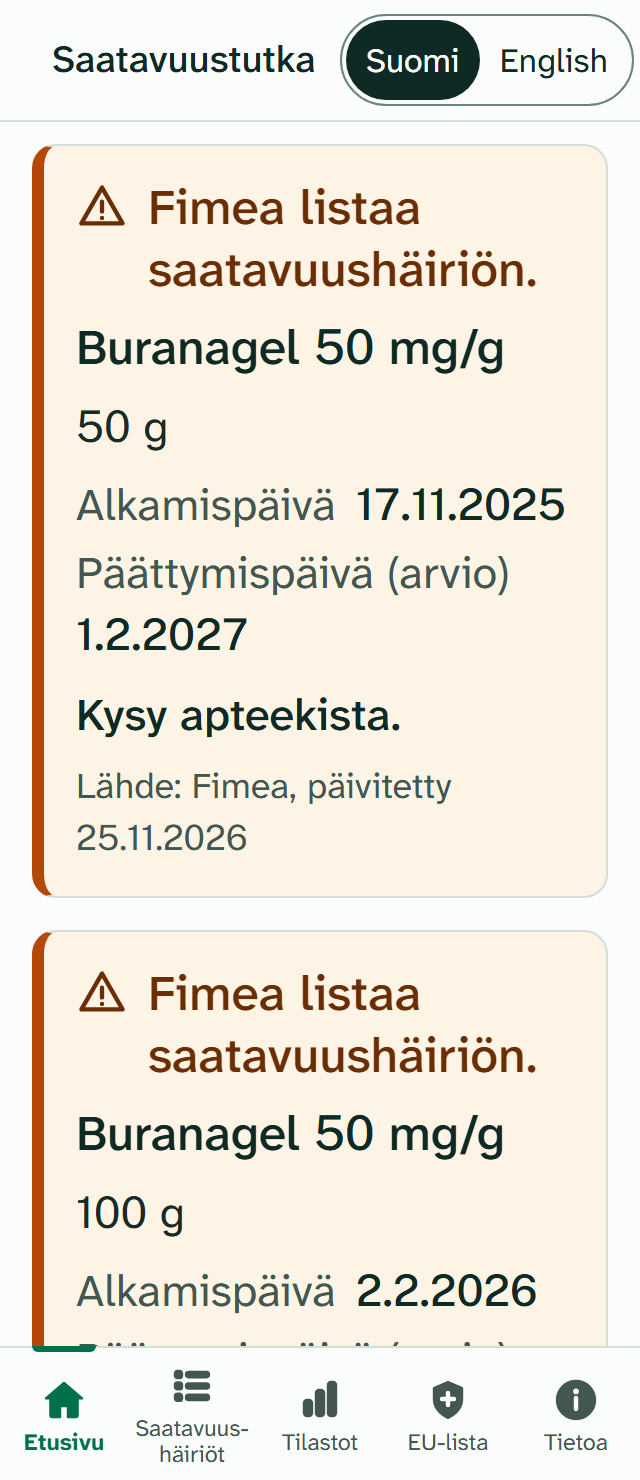 Saatavuustutka
Suomi
English
Fimea listaa
saatavuushäiriön.
Buranagel 50 mg/g
50 g
Alkamispäivä 17.11.2025
Päättymispäivä (arvio)
1.2.2027
Kysy apteekista.
Lähde: Fimea, päivitetty
25.11.2026
Fimea listaa
saatavuushäiriön.
Buranagel 50 mg/g
100 g
Alkamispäivä 2.2.2026
Etusivu
Saatavuus-
häiriöt
Tilastot
EU-lista
Tietoa